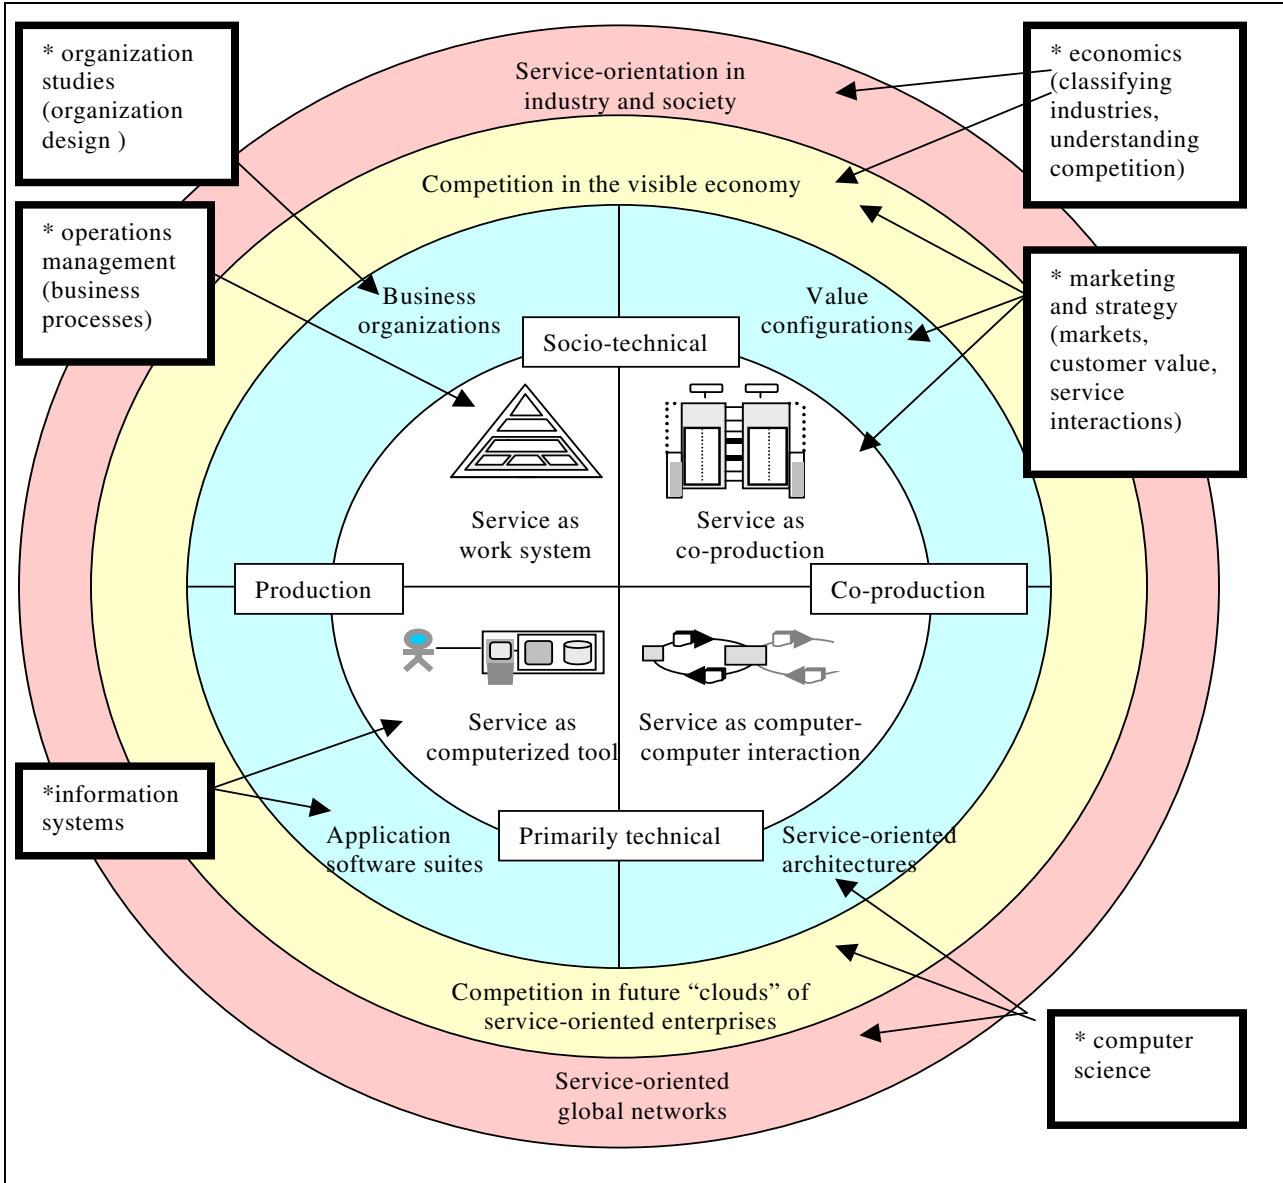 * organization
studies
(organization
design )
* operations
management
(business
processes)
*information
systems
Service-orientation in
industry and society
Competition in the visible economy
Business
organizations
Value
configurations
Socio-technical
Service as
work system
Service as
co-production
Production
Co-production
Service as
computerized tool
Service as computer-
computer interaction
Primarily technical
Application
software suites
Service-oriented
architectures
Competition in future “clouds” of
service-oriented enterprises
Service-oriented
global networks
* economics
(classifying
industries,
understanding
competition)
* marketing
and strategy
(markets,
customer value,
service
interactions)
* computer
science